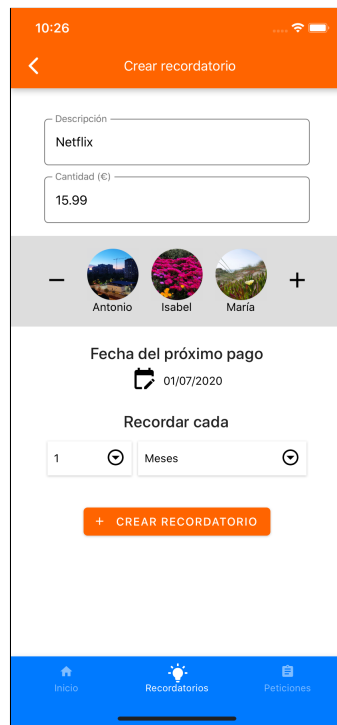 10:26
Crear recordatorio
Descripción
Netflix
Cantidad (€)
15.99
Antonio Isabel María
Fecha del próximo pago
01/07/2020
Recordar cada
1 Meses
+ CREAR RECORDATORIO
Inicio Recordatorios Peticiones